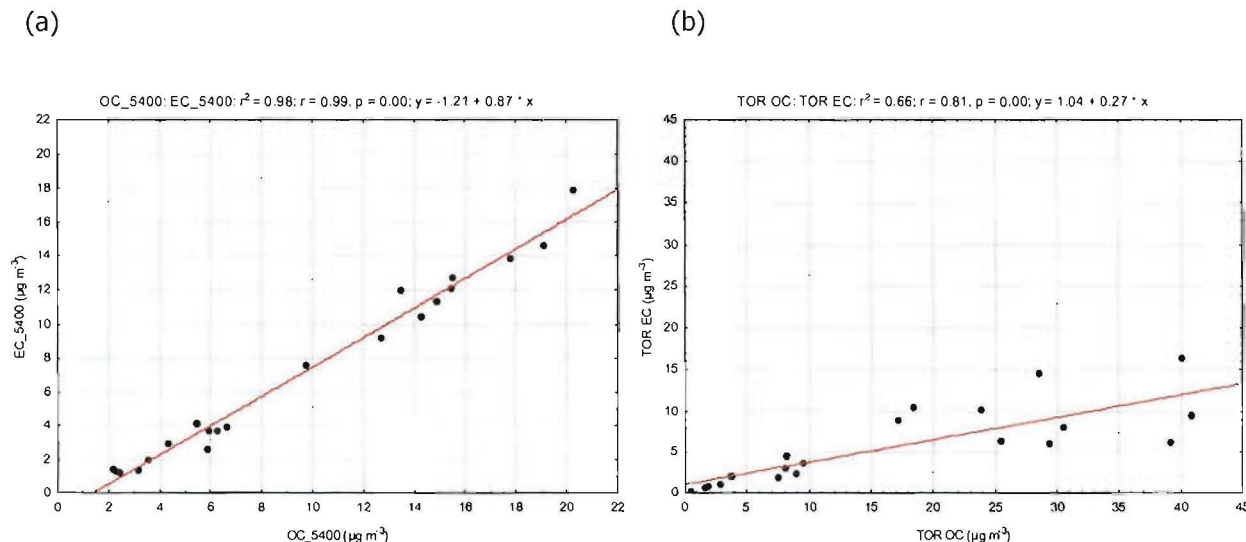 (a)
(b)
OC_5400: EC_5400: r² = 0.98; r = 0.99, p = 0.00; y = -1.21 + 0.87 * x
TOR OC: TOR EC: r² = 0.66; r = 0.81, p = 0.00; y = 1.04 + 0.27 * x
22
20
18
16
14
12
10
8
6
4
2
0
EC_5400 (µg m⁻³)
0 2 4 6 8 10 12 14 16 18 20 22
OC_5400 (µg m⁻³)
45
40
35
30
25
20
15
10
5
0
TOR EC (µg m⁻³)
0 5 10 15 20 25 30 35 40 45
TOR OC (µg m⁻³)